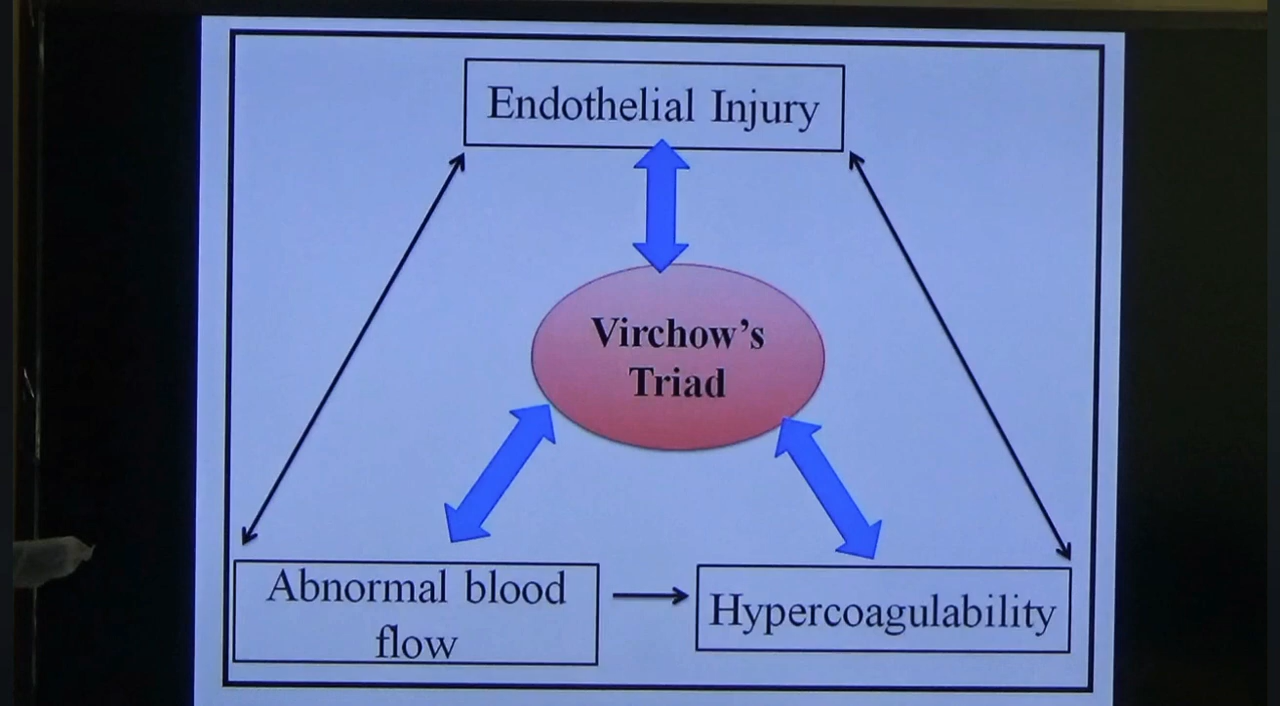 Endothelial Injury
Virchow’s
Triad
Abnormal blood
flow
Hypercoagulability